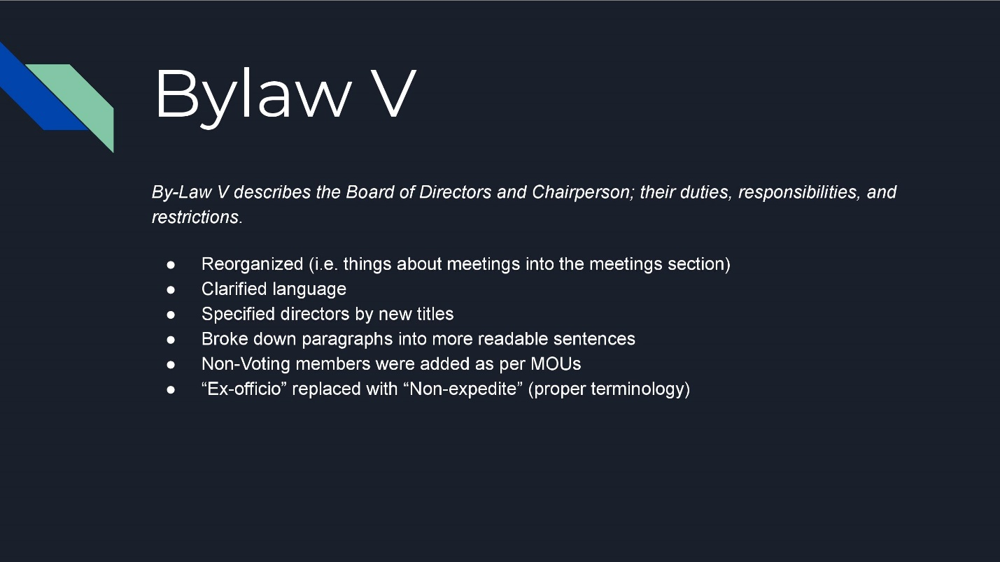 Bylaw V
By-Law V describes the Board of Directors and Chairperson; their duties, responsibilities, and
restrictions.
● Reorganized (i.e. things about meetings into the meetings section)
● Clarified language
● Specified directors by new titles
● Broke down paragraphs into more readable sentences
● Non-Voting members were added as per MOUs
● “Ex-officio” replaced with “Non-expedite” (proper terminology)